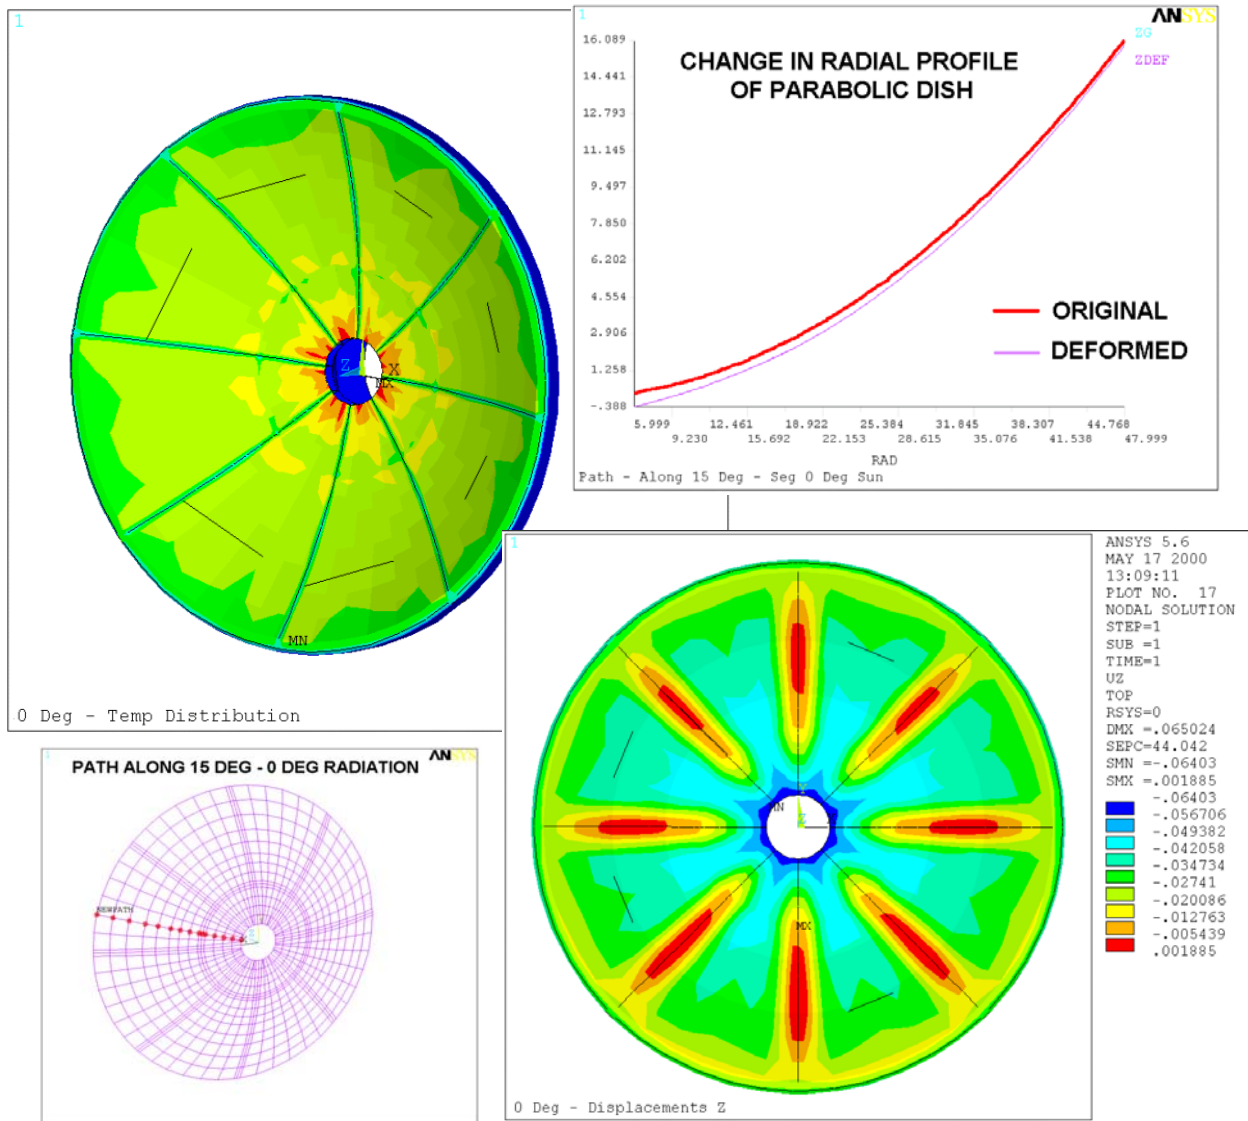 1
0 Deg - Temp Distribution
Z
X
MX
MN
1
ANSYS
ZG
ZDEF
CHANGE IN RADIAL PROFILE
OF PARABOLIC DISH
16.089
14.441
12.793
11.145
9.497
7.850
6.202
4.554
2.906
1.258
-.388
ORIGINAL
DEFORMED
5.999 12.461 18.922 25.384 31.845 38.307 44.768
9.230 15.692 22.153 28.615 35.076 41.538 47.999
RAD
Path - Along 15 Deg - Seg 0 Deg Sun
1
ANSYS
PATH ALONG 15 DEG - 0 DEG RADIATION
NEWPATH
1
MN
Y
Z
MX
0 Deg - Displacements Z
ANSYS 5.6
MAY 17 2000
13:09:11
PLOT NO. 17
NODAL SOLUTION
STEP=1
SUB =1
TIME=1
UZ
TOP
RSYS=0
DMX =.065024
SEPC=44.042
SMN =-.06403
SMX =.001885
-.06403
-.056706
-.049382
-.042058
-.034734
-.02741
-.020086
-.012763
-.005439
.001885